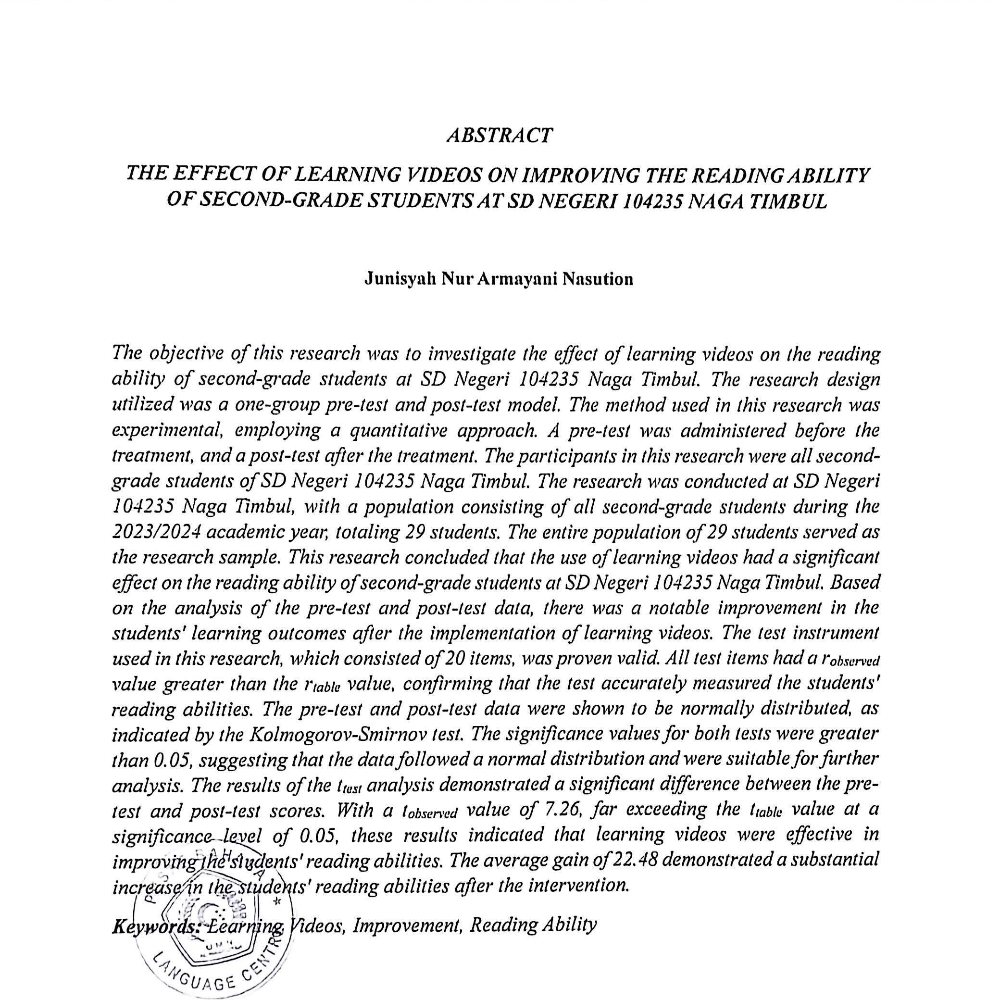 ABSTRACT
THE EFFECT OF LEARNING VIDEOS ON IMPROVING THE READING ABILITY
OF SECOND-GRADE STUDENTS AT SD NEGERI 104235 NAGA TIMBUL
Junisyah Nur Armayani Nasution
The objective of this research was to investigate the effect of learning videos on the reading
ability of second-grade students at SD Negeri 104235 Naga Timbul. The research design
utilized was a one-group pre-test and post-test model. The method used in this research was
experimental, employing a quantitative approach. A pre-test was administered before the
treatment, and a post-test after the treatment. The participants in this research were all second-
grade students of SD Negeri 104235 Naga Timbul. The research was conducted at SD Negeri
104235 Naga Timbul, with a population consisting of all second-grade students during the
2023/2024 academic year, totaling 29 students. The entire population of 29 students served as
the research sample. This research concluded that the use of learning videos had a significant
effect on the reading ability of second-grade students at SD Negeri 104235 Naga Timbul. Based
on the analysis of the pre-test and post-test data, there was a notable improvement in the
students' learning outcomes after the implementation of learning videos. The test instrument
used in this research, which consisted of 20 items, was proven valid. All test items had a robserved
value greater than the rtable value, confirming that the test accurately measured the students'
reading abilities. The pre-test and post-test data were shown to be normally distributed, as
indicated by the Kolmogorov-Smirnov test. The significance values for both tests were greater
than 0.05, suggesting that the data followed a normal distribution and were suitable for further
analysis. The results of the ttest analysis demonstrated a significant difference between the pre-
test and post-test scores. With a tobserved value of 7.26, far exceeding the ttable value at a
significance level of 0.05, these results indicated that learning videos were effective in
improving the students' reading abilities. The average gain of 22.48 demonstrated a substantial
increase in the students' reading abilities after the intervention.
Keywords: Learning Videos, Improvement, Reading Ability
LANGUAGE CENTRE